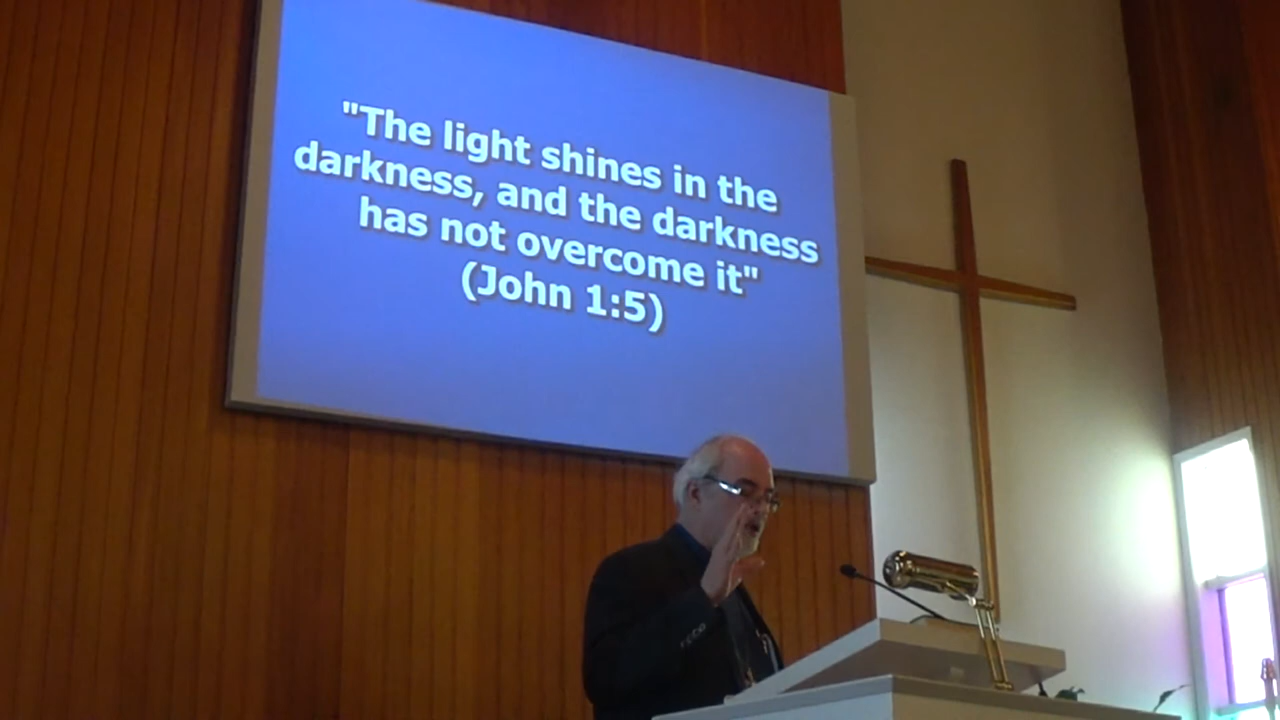 "The light shines in the
darkness, and the darkness
has not overcome it"
(John 1:5)